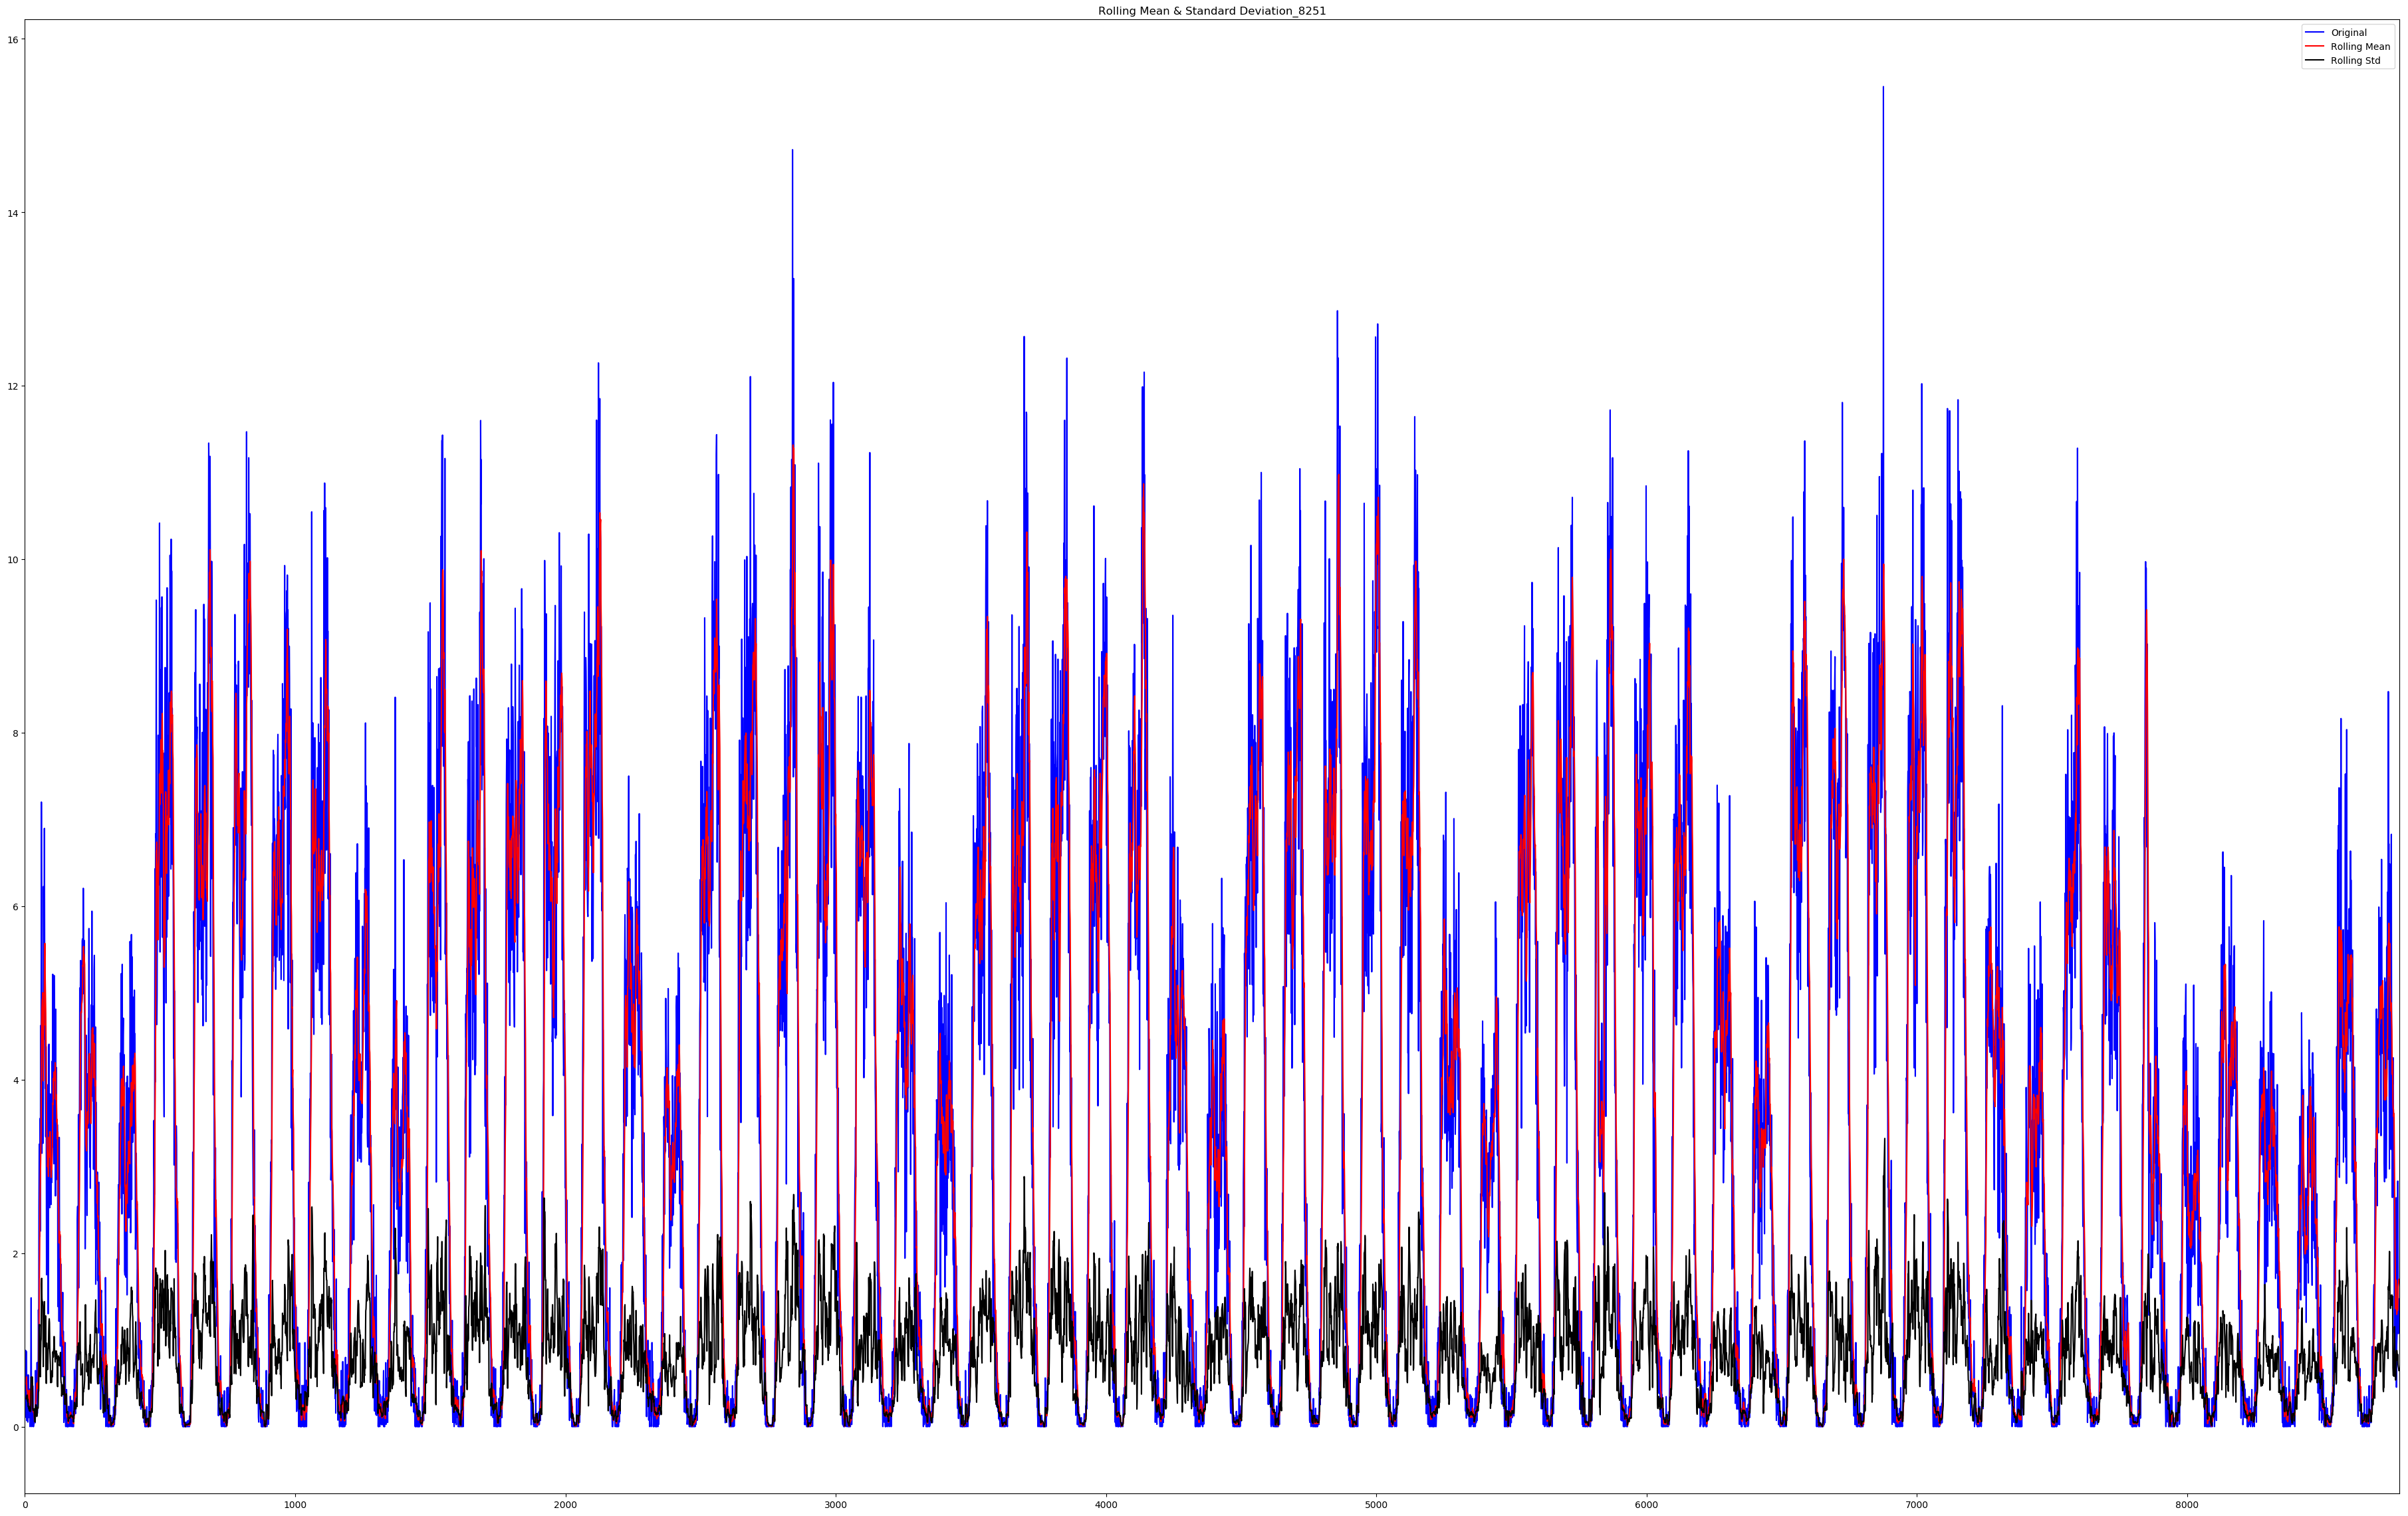 Rolling Mean & Standard Deviation_8251
Original
Rolling Mean
Rolling Std
16
14
12
10
8
6
4
2
0
0 1000 2000 3000 4000 5000 6000 7000 8000